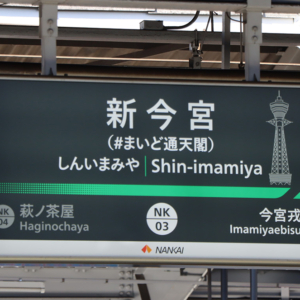 新今宮
(#まいど通天閣)
しんいまみや Shin-imamiya
NK 04 萩ノ茶屋 Haginochaya
NK 03
今宮戎
Imamiyaebisu
NANKAI